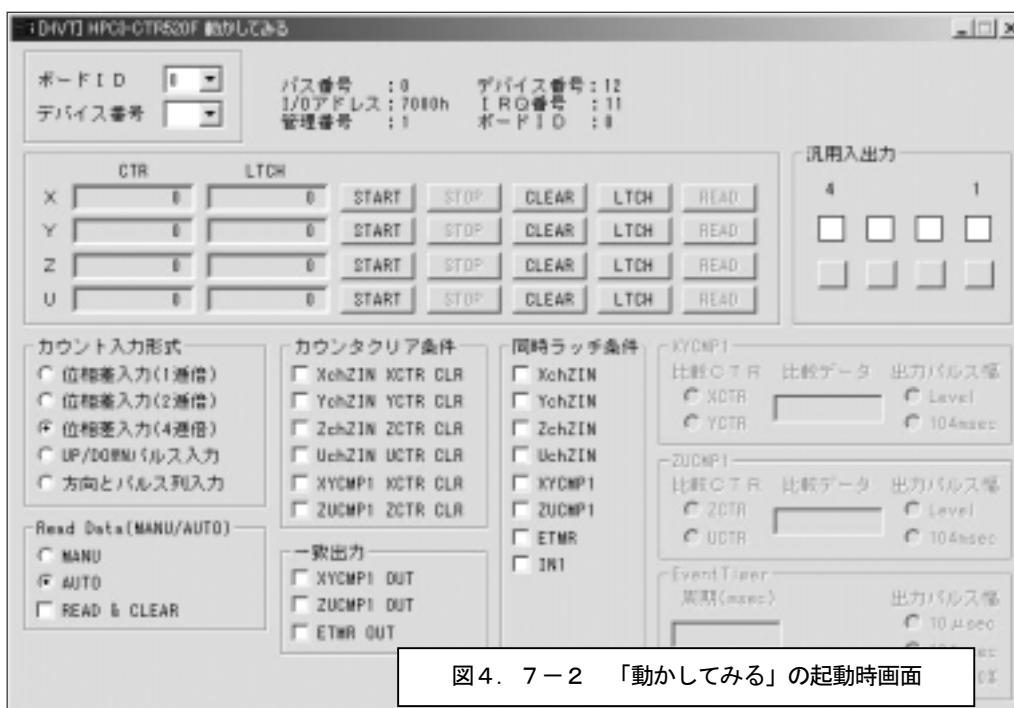 [HVT] HPCI-CTR520F 動かしてみる
ボードＩＤ 0
デバイス番号
バス番号 :0 デバイス番号:12
I/Oアドレス:7080h ＩＲＱ番号 :11
管理番号 :1 ボードＩＤ :0
CTR LTCH
X 0 0 START STOP CLEAR LTCH READ
Y 0 0 START STOP CLEAR LTCH READ
Z 0 0 START STOP CLEAR LTCH READ
U 0 0 START STOP CLEAR LTCH READ
汎用入出力
4 1
カウント入力形式
位相差入力(1逓倍)
位相差入力(2逓倍)
位相差入力(4逓倍)
UP/DOWNパルス入力
方向とパルス列入力
Read Data(MANU/AUTO)
MANU
AUTO
READ & CLEAR
カウンタクリア条件
XchZIN XCTR CLR
YchZIN YCTR CLR
ZchZIN ZCTR CLR
UchZIN UCTR CLR
XYCMP1 XCTR CLR
ZUCMP1 ZCTR CLR
一致出力
XYCMP1 OUT
ZUCMP1 OUT
ETMR OUT
同時ラッチ条件
XchZIN
YchZIN
ZchZIN
UchZIN
XYCMP1
ZUCMP1
ETMR
IN1
XYCMP1
比較ＣＴＲ 比較データ 出力パルス幅
XCTR Level
YCTR 104msec
ZUCMP1
比較ＣＴＲ 比較データ 出力パルス幅
ZCTR Level
UCTR 104msec
EventTimer
周期(msec) 出力パルス幅
10μsec
図４．７－２　「動かしてみる」の起動時画面